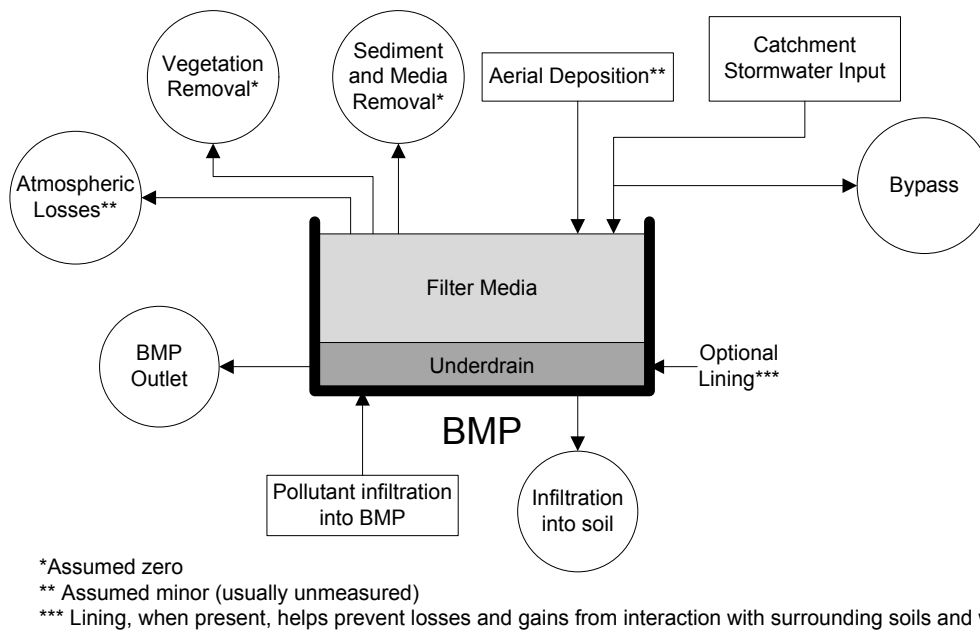 Vegetation
Removal*
Sediment
and Media
Removal*
Aerial Deposition**
Catchment
Stormwater Input
Atmospheric
Losses**
Bypass
Filter Media
BMP
Outlet
Underdrain
Optional
Lining***
BMP
Pollutant infiltration
into BMP
Infiltration
into soil
*Assumed zero
** Assumed minor (usually unmeasured)
*** Lining, when present, helps prevent losses and gains from interaction with surrounding soils and